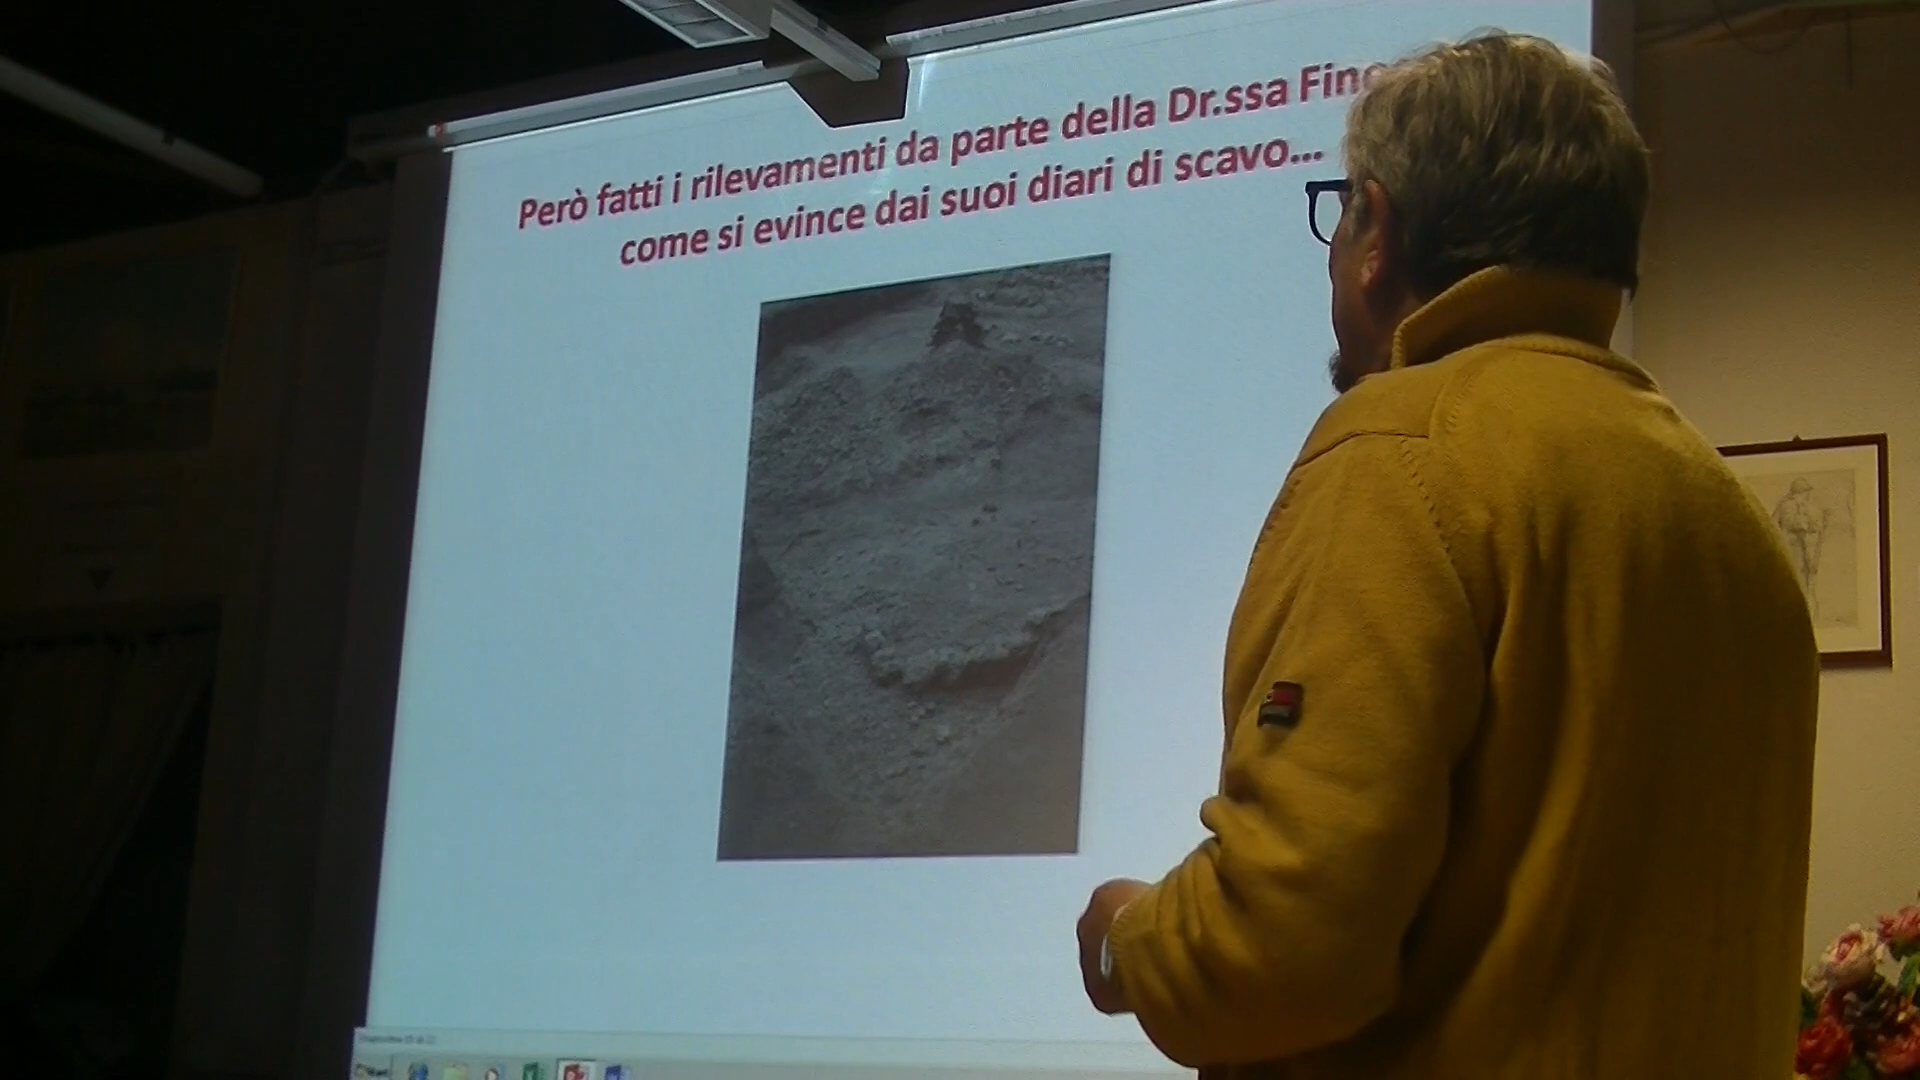 Però fatti i rilevamenti da parte della Dr.ssa
come si evince dai suoi diari di scavo...